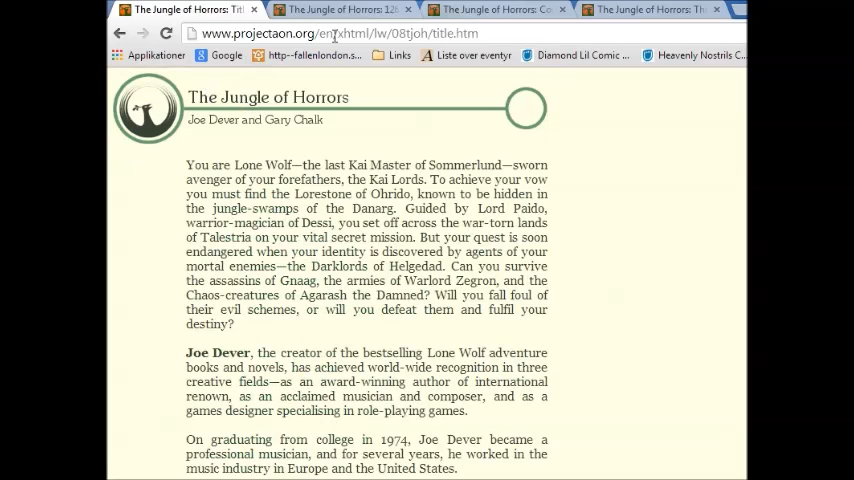 The Jungle of Horrors: Titl
The Jungle of Horrors: 12
The Jungle of Horrors: Co
The Jungle of Horrors: Th
www.projectaon.org/en/xhtml/lw/08tjoh/title.htm
Applikationer Google http--fallenlondon.s... Links Liste over eventyr Diamond Lil Comic ... Heavenly Nostrils C
The Jungle of Horrors
Joe Dever and Gary Chalk
You are Lone Wolf—the last Kai Master of Sommerlund—sworn
avenger of your forefathers, the Kai Lords. To achieve your vow
you must find the Lorestone of Ohrido, known to be hidden in
the jungle-swamps of the Danarg. Guided by Lord Paido,
warrior-magician of Dessi, you set off across the war-torn lands
of Talestria on your vital secret mission. But your quest is soon
endangered when your identity is discovered by agents of your
mortal enemies—the Darklords of Helgedad. Can you survive
the assassins of Gnaag, the armies of Warlord Zegron, and the
Chaos-creatures of Agarash the Damned? Will you fall foul of
their evil schemes, or will you defeat them and fulfil your
destiny?
Joe Dever, the creator of the bestselling Lone Wolf adventure
books and novels, has achieved world-wide recognition in three
creative fields—as an award-winning author of international
renown, as an acclaimed musician and composer, and as a
games designer specialising in role-playing games.
On graduating from college in 1974, Joe Dever became a
professional musician, and for several years, he worked in the
music industry in Europe and the United States.